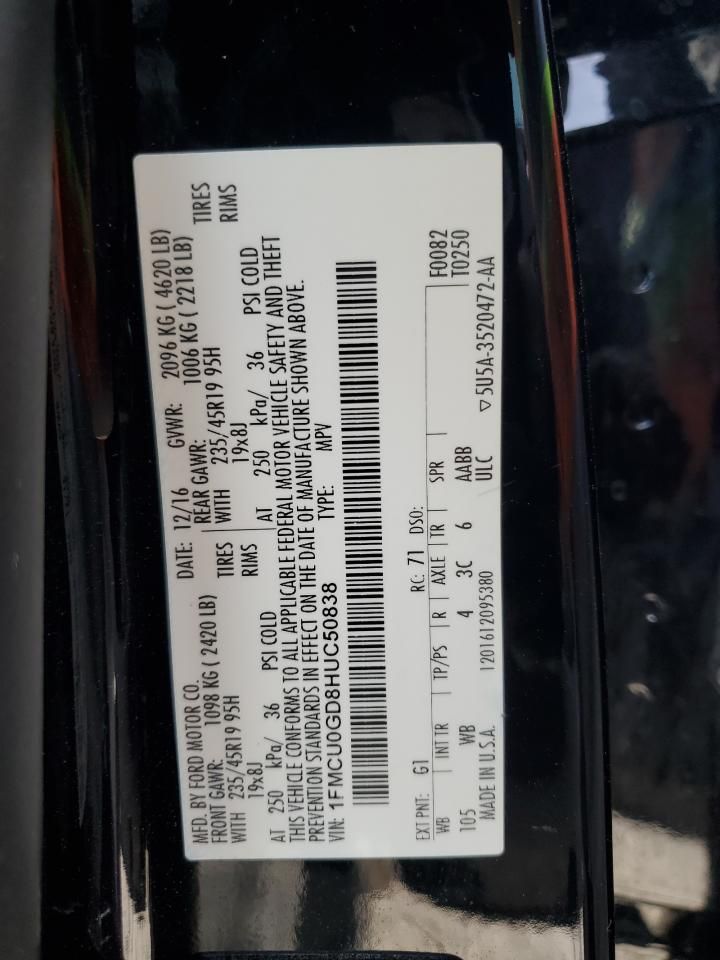 MFD. BY FORD MOTOR CO. DATE: 12/16 GVWR: 2096 KG ( 4620 LB)
FRONT GAWR: 1098 KG ( 2420 LB) REAR GAWR: 1006 KG ( 2218 LB)
WITH 235/45R19 95H TIRES WITH 235/45R19 95H TIRES
19x8J RIMS 19x8J RIMS
AT 250 kPa/ 36 PSI COLD AT 250 kPa/ 36 PSI COLD
THIS VEHICLE CONFORMS TO ALL APPLICABLE FEDERAL MOTOR VEHICLE SAFETY AND THEFT
PREVENTION STANDARDS IN EFFECT ON THE DATE OF MANUFACTURE SHOWN ABOVE.
VIN: 1FMCU0GD8HUC50838 TYPE: MPV
EXT PNT: G1 RC: 71 DSO: F0082
WB INT TR TP/PS R AXLE TR SPR T0250
105 WB 4 3C 6 AABB
MADE IN U.S.A. 1201612095380 ULC ▽5U5A-3520472-AA